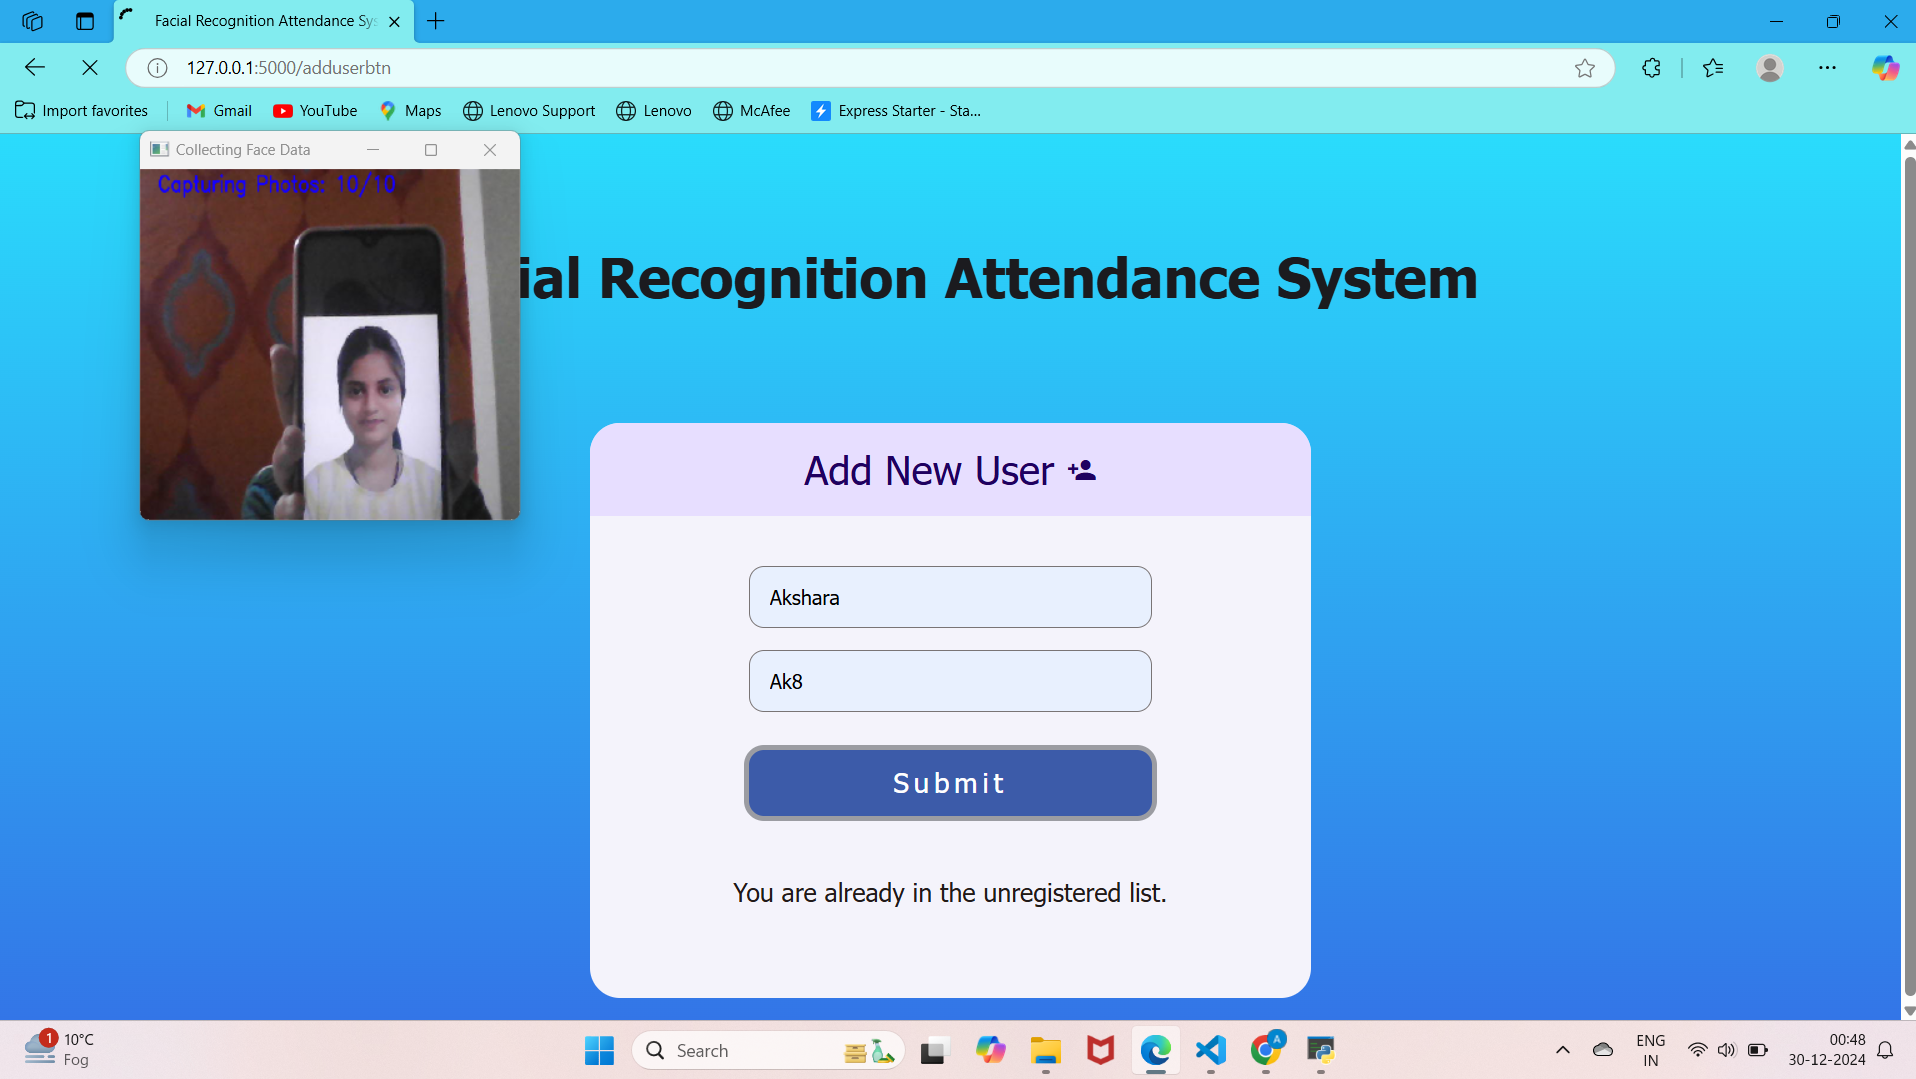 Facial Recognition Attendance Sys
127.0.0.1:5000/adduserbtn
Import favorites
Gmail
YouTube
Maps
Lenovo Support
Lenovo
McAfee
Express Starter - Sta...
Collecting Face Data
Capturing Photos: 10/10
ial Recognition Attendance System
Add New User
Akshara
Ak8
Submit
You are already in the unregistered list.
1
10°C
Fog
Search
A
ENG
IN
00:48
30-12-2024